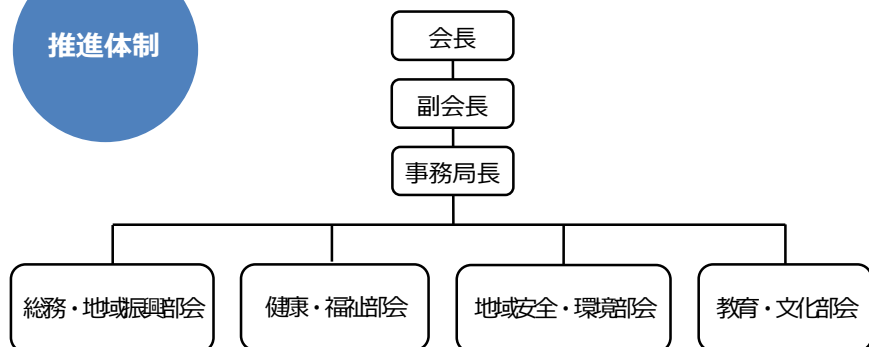 推進体制
会長
副会長
事務局長
総務・地域振興部会
健康・福祉部会
地域安全・環境部会
教育・文化部会